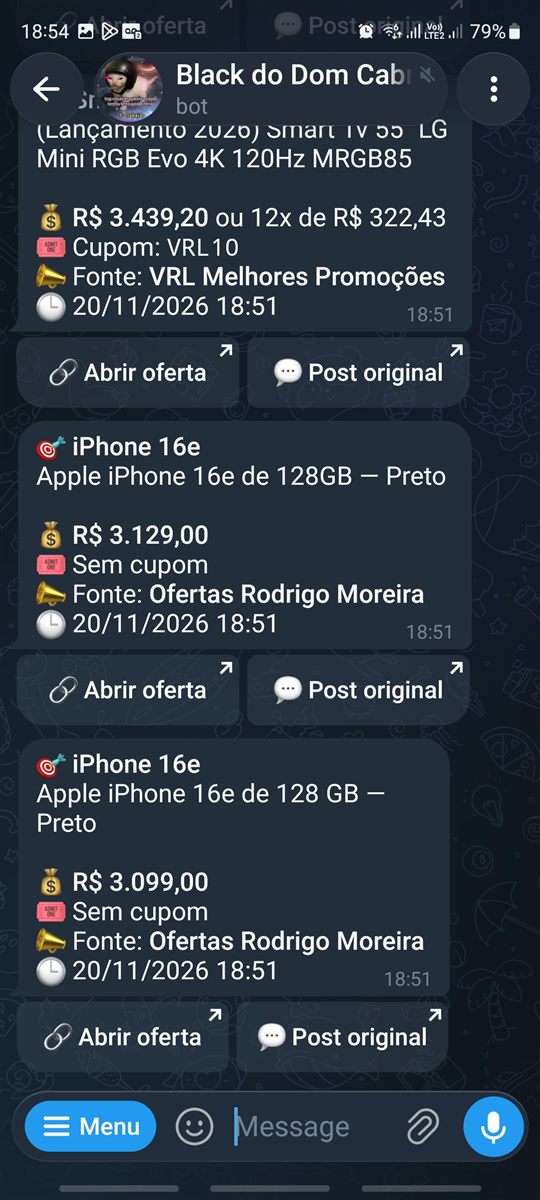 18:54
79%
Black do Dom Cab
bot
(Lançamento 2026) Smart Tv 55" LG
Mini RGB Evo 4K 120Hz MRGB85
R$ 3.439,20 ou 12x de R$ 322,43
Cupom: VRL10
Fonte: VRL Melhores Promoções
20/11/2026 18:51
18:51
Abrir oferta
Post original
iPhone 16e
Apple iPhone 16e de 128GB — Preto
R$ 3.129,00
Sem cupom
Fonte: Ofertas Rodrigo Moreira
20/11/2026 18:51
18:51
Abrir oferta
Post original
iPhone 16e
Apple iPhone 16e de 128 GB —
Preto
R$ 3.099,00
Sem cupom
Fonte: Ofertas Rodrigo Moreira
20/11/2026 18:51
18:51
Abrir oferta
Post original
Menu
Message